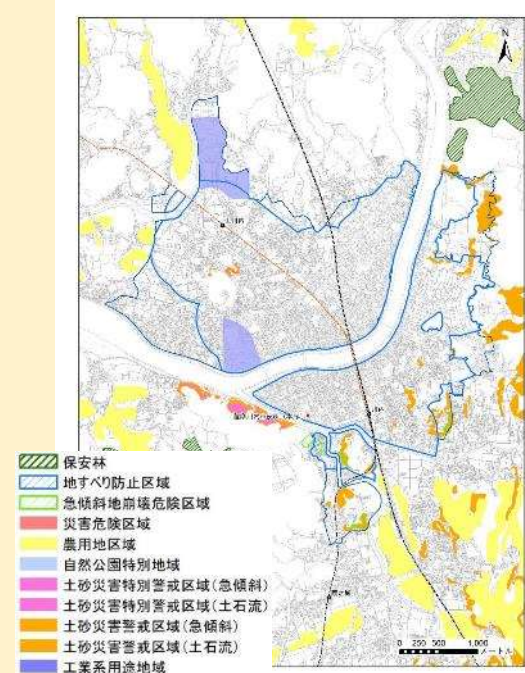 N
保安林
地すべり防止区域
急傾斜地崩壊危険区域
災害危険区域
農用地区域
自然公園特別地域
土砂災害特別警戒区域(急傾斜)
土砂災害特別警戒区域(土石流)
土砂災害警戒区域(急傾斜)
土砂災害警戒区域(土石流)
工業系用途地域
0 250 500 1,000
メートル